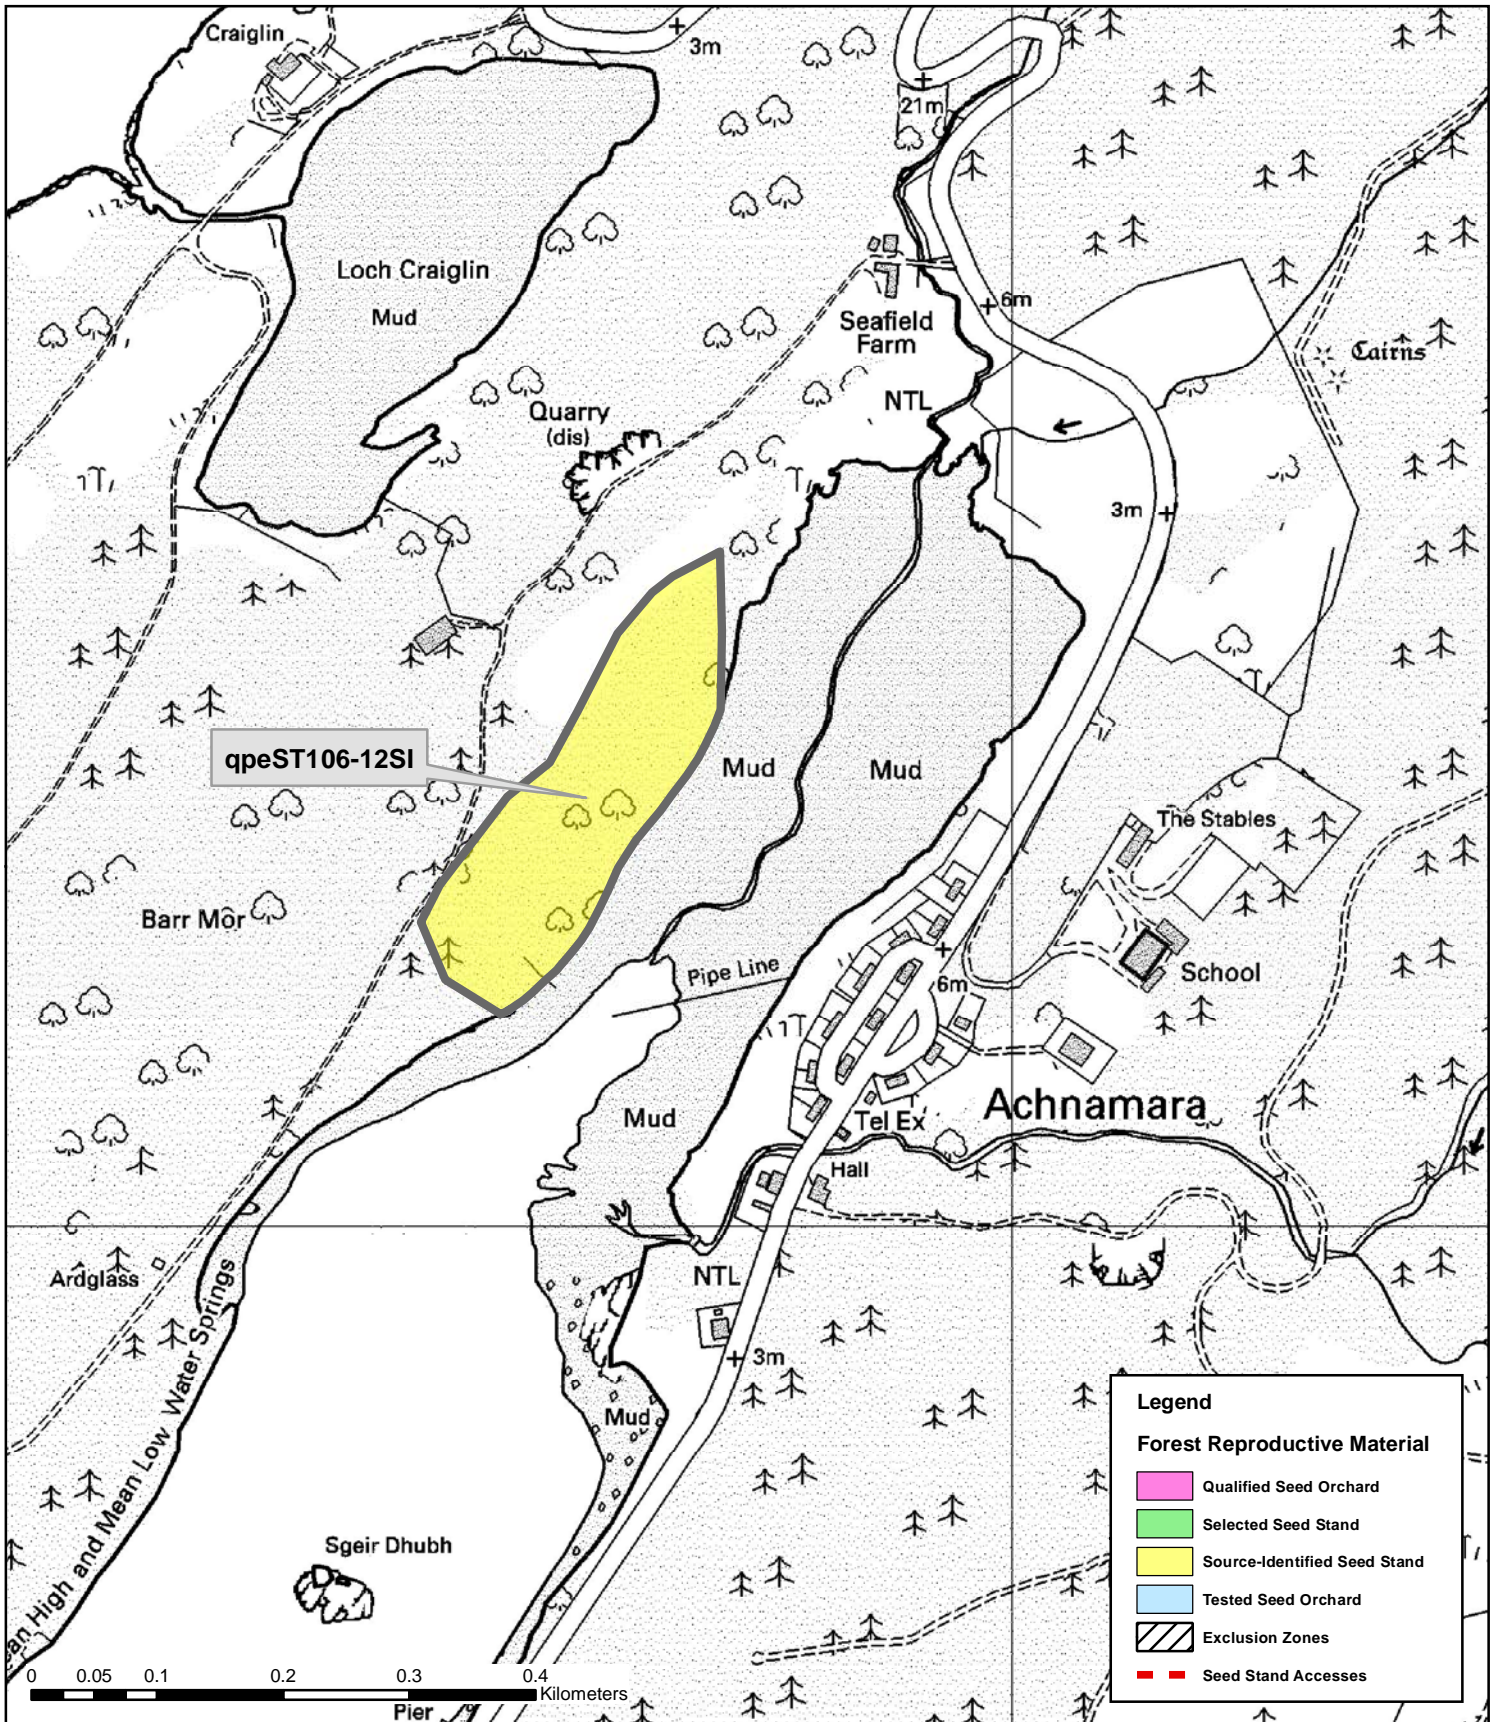 Craiglin
3m
21m
Loch Craiglin
Mud
6m
Seafield
Farm
Cairns
NTL
Quarry
(dis)
3m
qpeST106-12SI
Mud
Mud
The Stables
Barr Mór
Pipe Line
School
6m
Achnamara
Mud
Tel Ex
Hall
Ardglass
NTL
3m
Mud
an High and Mean Low Water Springs
Sgeir Dhubh
Pier
0 0.05 0.1 0.2 0.3 0.4
Kilometers
Legend
Forest Reproductive Material
Qualified Seed Orchard
Selected Seed Stand
Source-Identified Seed Stand
Tested Seed Orchard
Exclusion Zones
Seed Stand Accesses